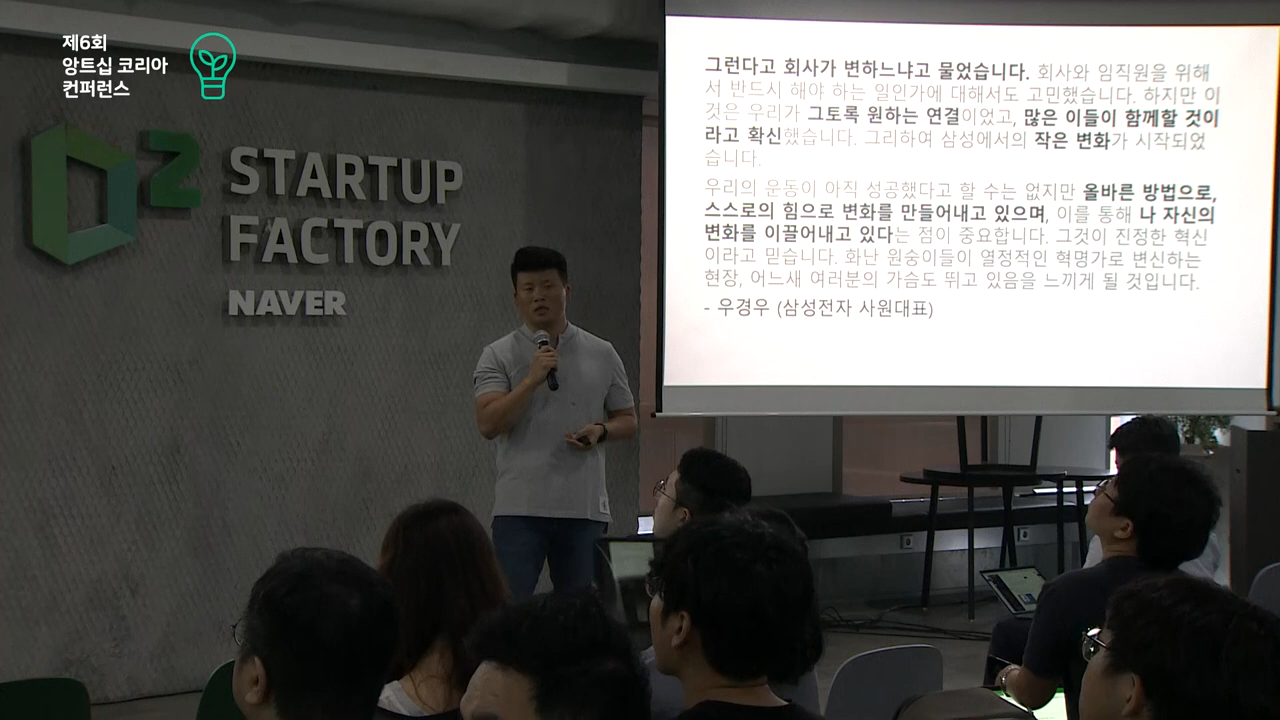 제6회
앙트십 코리아
컨퍼런스
D2
STARTUP
FACTORY
NAVER
그런다고 회사가 변하느냐고 물었습니다. 회사와 임직원을 위해
서 반드시 해야 하는 일인가에 대해서도 고민했습니다. 하지만 이
것은 우리가 그토록 원하는 연결이었고, 많은 이들이 함께할 것이
라고 확신했습니다. 그리하여 삼성에서의 작은 변화가 시작되었
습니다.
우리의 운동이 아직 성공했다고 할 수는 없지만 올바른 방법으로,
스스로의 힘으로 변화를 만들어내고 있으며, 이를 통해 나 자신의
변화를 이끌어내고 있다는 점이 중요합니다. 그것이 진정한 혁신
이라고 믿습니다. 화난 원숭이들이 열정적인 혁명가로 변신하는
현장, 어느새 여러분의 가슴도 뛰고 있음을 느끼게 될 것입니다.
- 우경우 (삼성전자 사원대표)